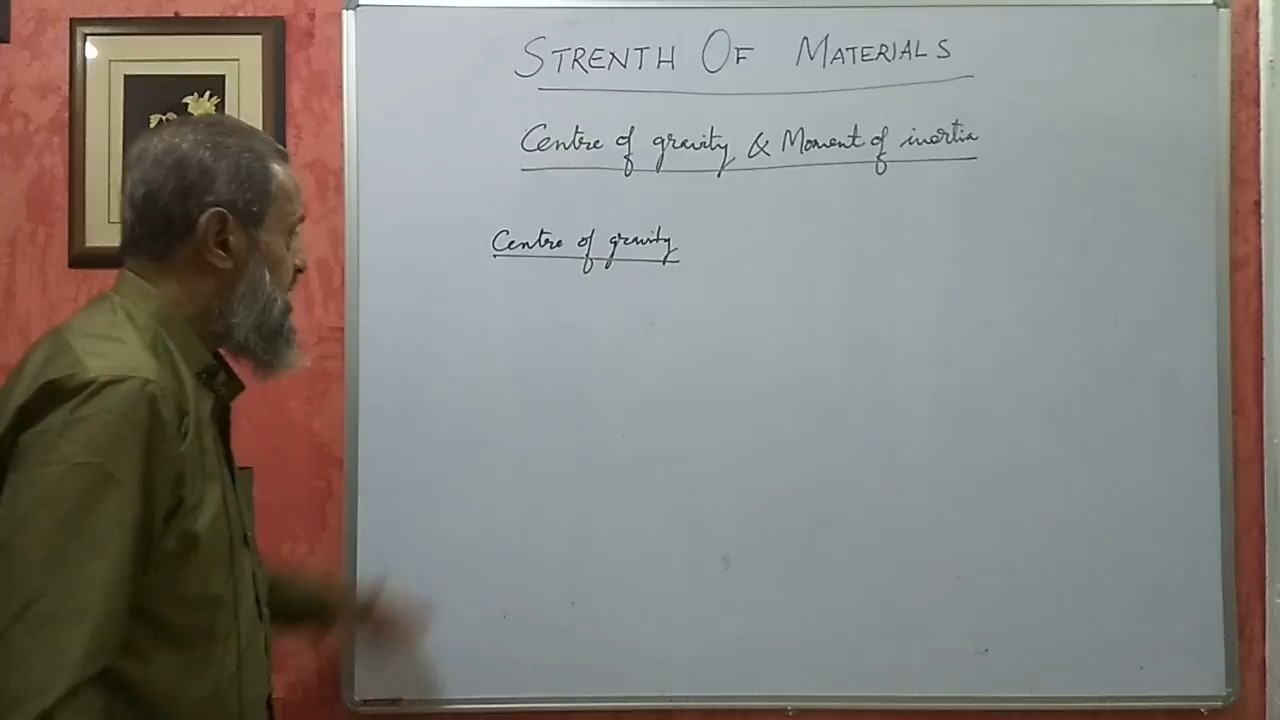 STRENTH OF MATERIALS
Centre of gravity & Moment of inertia
Centre of gravity